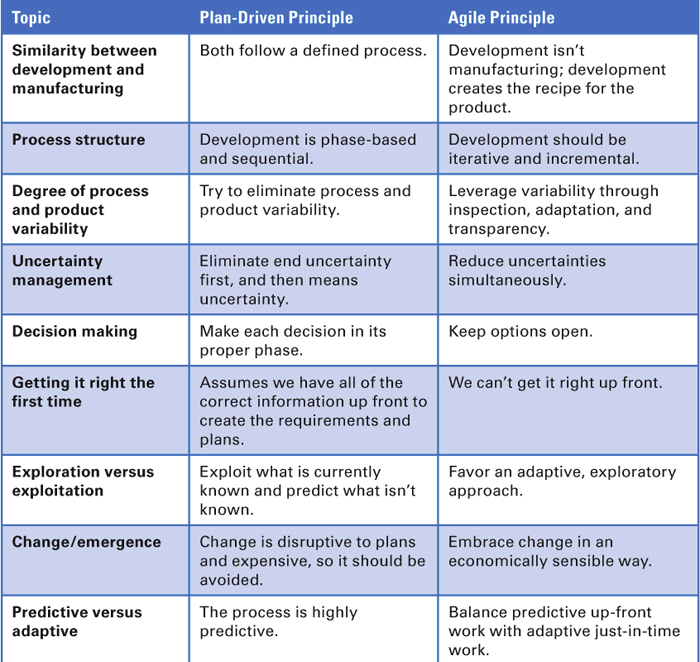 Topic Plan-Driven Principle Agile Principle
Similarity between Both follow a defined process. Development isn’t
development and manufacturing; development
manufacturing creates the recipe for the
product.
Process structure Development is phase-based Development should be
and sequential. iterative and incremental.
Degree of process Try to eliminate process and Leverage variability through
and product product variability. inspection, adaptation, and
variability transparency.
Uncertainty Eliminate end uncertainty Reduce uncertainties
management first, and then means simultaneously.
uncertainty.
Decision making Make each decision in its Keep options open.
proper phase.
Getting it right the Assumes we have all of the We can’t get it right up front.
first time correct information up front to
create the requirements and
plans.
Exploration versus Exploit what is currently Favor an adaptive, exploratory
exploitation known and predict what isn’t approach.
known.
Change/emergence Change is disruptive to plans Embrace change in an
and expensive, so it should be economically sensible way.
avoided.
Predictive versus The process is highly Balance predictive up-front
adaptive predictive. work with adaptive just-in-time
work.